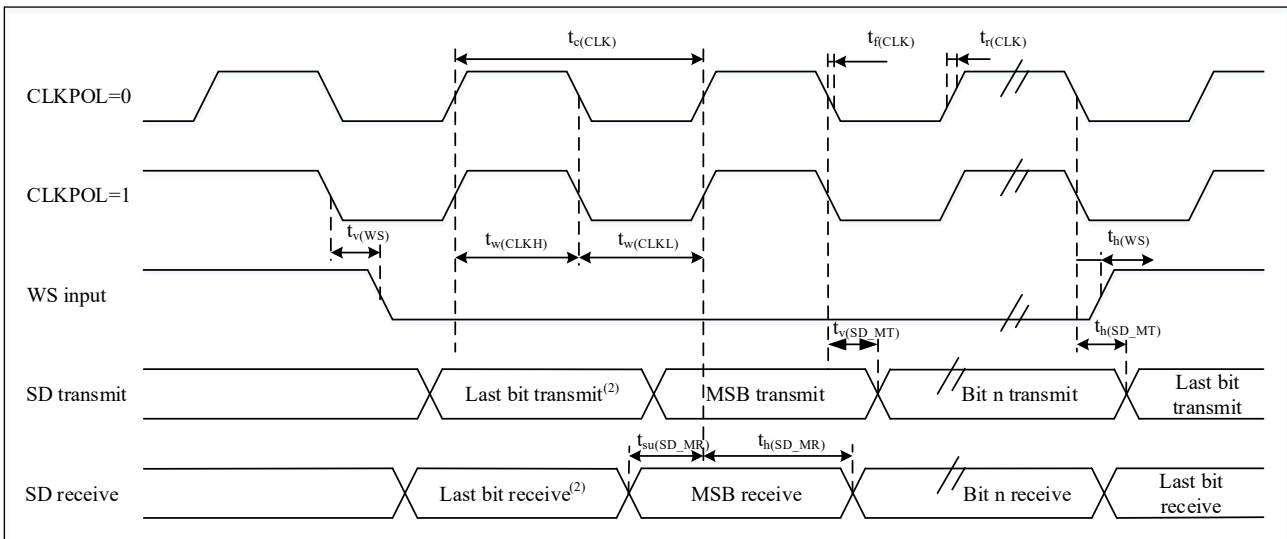 t_c(CLK)
t_f(CLK)
t_r(CLK)
CLKPOL=0
CLKPOL=1
t_v(WS)
t_w(CLKH)
t_w(CLKL)
t_h(WS)
WS input
t_v(SD_MT)
t_h(SD_MT)
SD transmit
Last bit transmit(2)
MSB transmit
Bit n transmit
Last bit
transmit
t_su(SD_MR)
t_h(SD_MR)
SD receive
Last bit receive(2)
MSB receive
Bit n receive
Last bit
receive